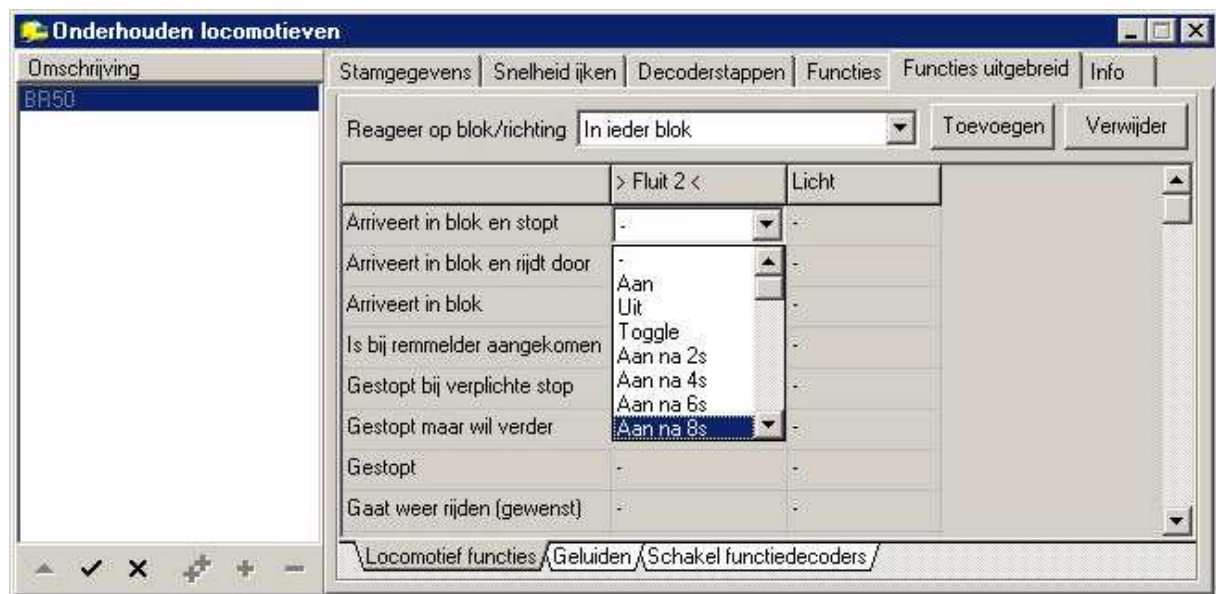 Onderhouden locomotieven
Omschrijving
BR50
Stamgegevens Snelheid ijken Decoderstappen Functies Functies uitgebreid Info
Reageer op blok/richting In ieder blok Toevoegen Verwijder
> Fluit 2 < Licht
Arriveert in blok en stopt - -
Arriveert in blok en rijdt door -
Arriveert in blok -
Is bij remmelder aangekomen -
Gestopt bij verplichte stop -
Gestopt maar wil verder -
-
Aan
Uit
Toggle
Aan na 2s
Aan na 4s
Aan na 6s
Aan na 8s
Gestopt - -
Gaat weer rijden (gewenst) - -
Locomotief functies Geluiden Schakel functiedecoders